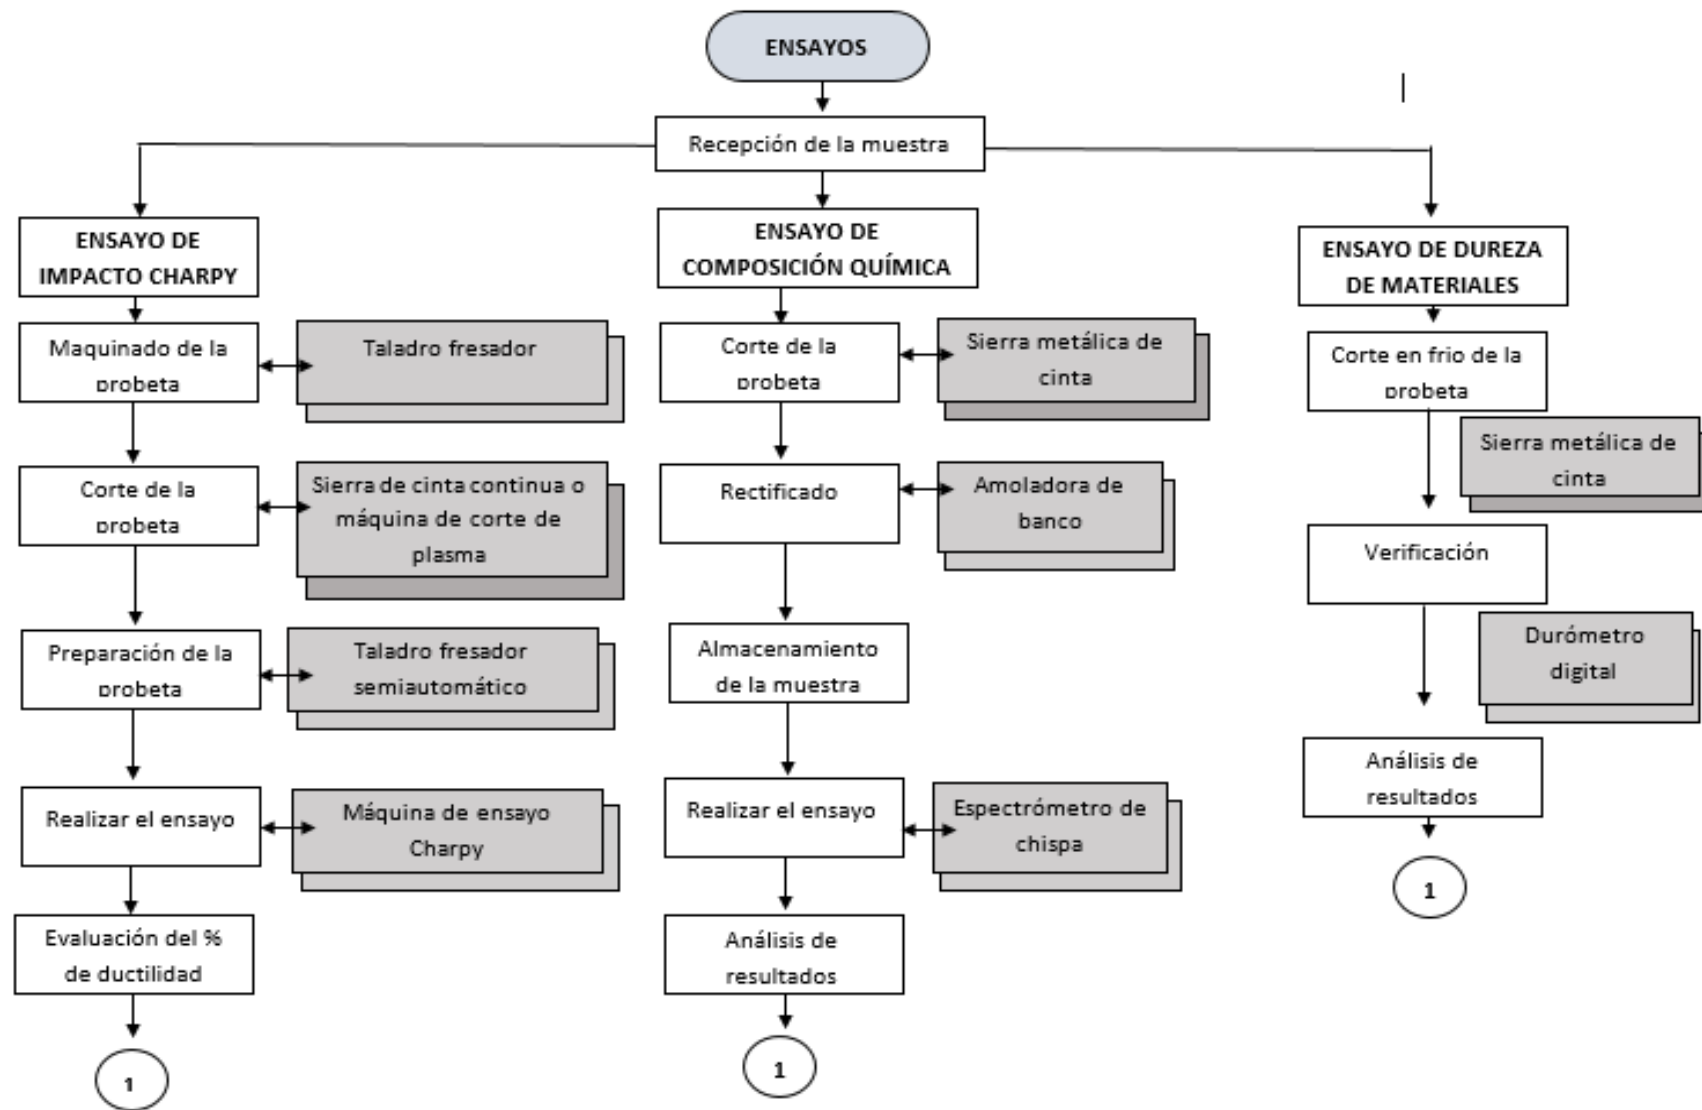 ENSAYOS
Recepción de la muestra
ENSAYO DE
IMPACTO CHARPY
Maquinado de la
probeta
Taladro fresador
Corte de la
probeta
Sierra de cinta continua o
máquina de corte de
plasma
Preparación de la
probeta
Taladro fresador
semiautomático
Realizar el ensayo
Máquina de ensayo
Charpy
Evaluación del %
de ductilidad
1
ENSAYO DE
COMPOSICIÓN QUÍMICA
Corte de la
probeta
Sierra metálica de
cinta
Rectificado
Amoladora de
banco
Almacenamiento
de la muestra
Realizar el ensayo
Espectrómetro de
chispa
Análisis de
resultados
1
ENSAYO DE DUREZA
DE MATERIALES
Corte en frio de la
probeta
Sierra metálica de
cinta
Verificación
Durómetro
digital
Análisis de
resultados
1